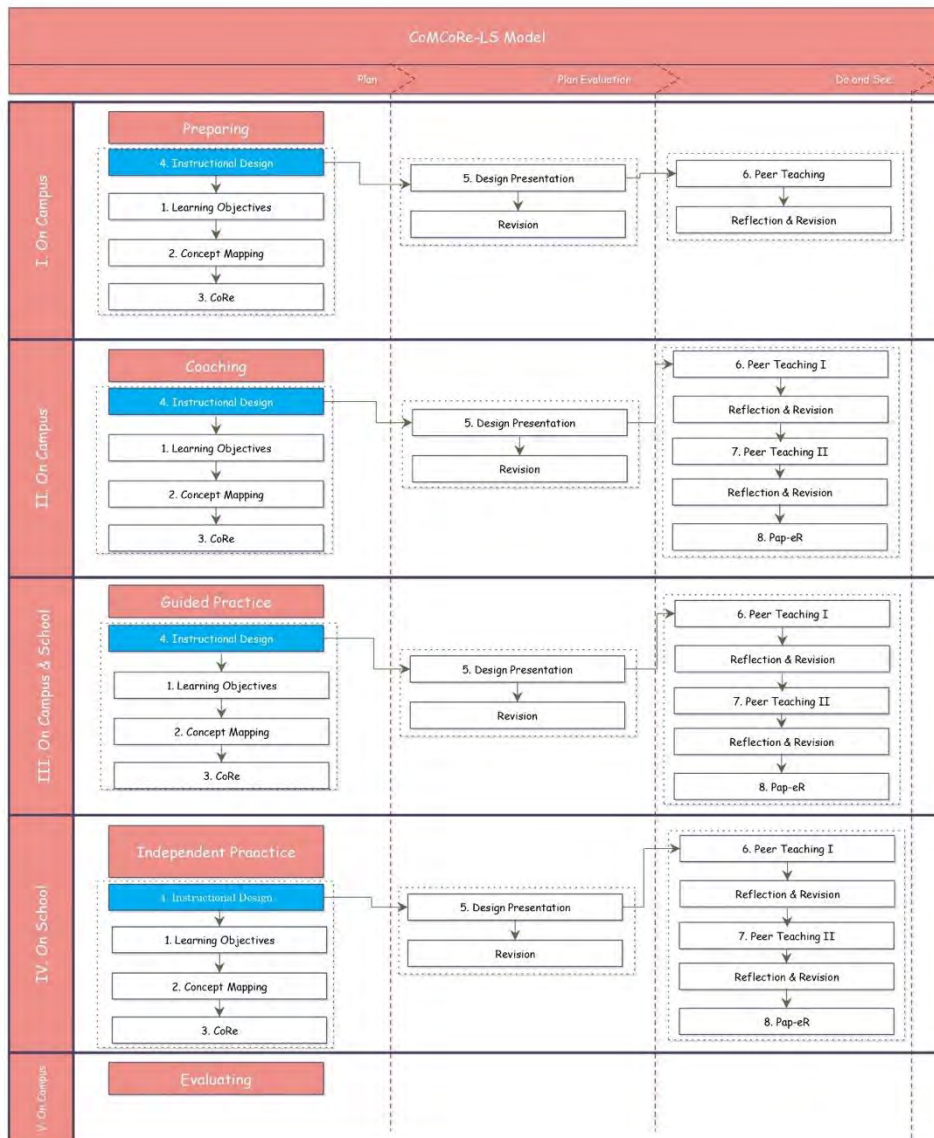 CoMCoRe-LS Model
Plan
Plan Evaluation
Do and See
I. On Campus
Preparing
4. Instructional Design
1. Learning Objectives
2. Concept Mapping
3. CoRe
5. Design Presentation
Revision
6. Peer Teaching
Reflection & Revision
II. On Campus
Coaching
4. Instructional Design
1. Learning Objectives
2. Concept Mapping
3. CoRe
5. Design Presentation
Revision
6. Peer Teaching I
Reflection & Revision
7. Peer Teaching II
Reflection & Revision
8. Pap-eR
III. On Campus & School
Guided Practice
4. Instructional Design
1. Learning Objectives
2. Concept Mapping
3. CoRe
5. Design Presentation
Revision
6. Peer Teaching I
Reflection & Revision
7. Peer Teaching II
Reflection & Revision
8. Pap-eR
IV. On School
Independent Praactice
4. Instructional Design
1. Learning Objectives
2. Concept Mapping
3. CoRe
5. Design Presentation
Revision
6. Peer Teaching I
Reflection & Revision
7. Peer Teaching II
Reflection & Revision
8. Pap-eR
V. On Campus
Evaluating